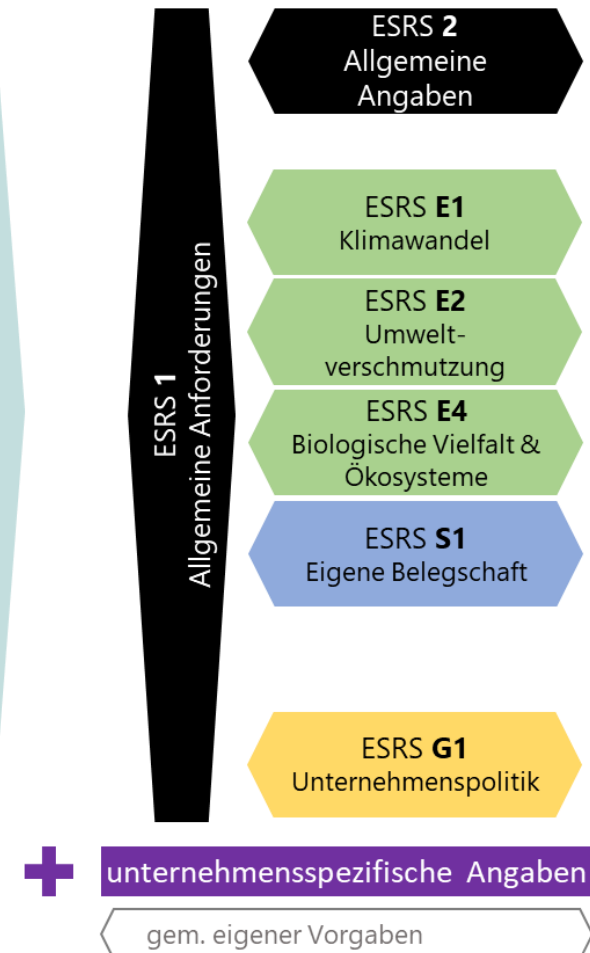 ESRS 2
Allgemeine
Angaben
ESRS 1
Allgemeine Anforderungen
ESRS E1
Klimawandel
ESRS E2
Umwelt-
verschmutzung
ESRS E4
Biologische Vielfalt &
Ökosysteme
ESRS S1
Eigene Belegschaft
ESRS G1
Unternehmenspolitik
+ unternehmensspezifische Angaben
gem. eigener Vorgaben